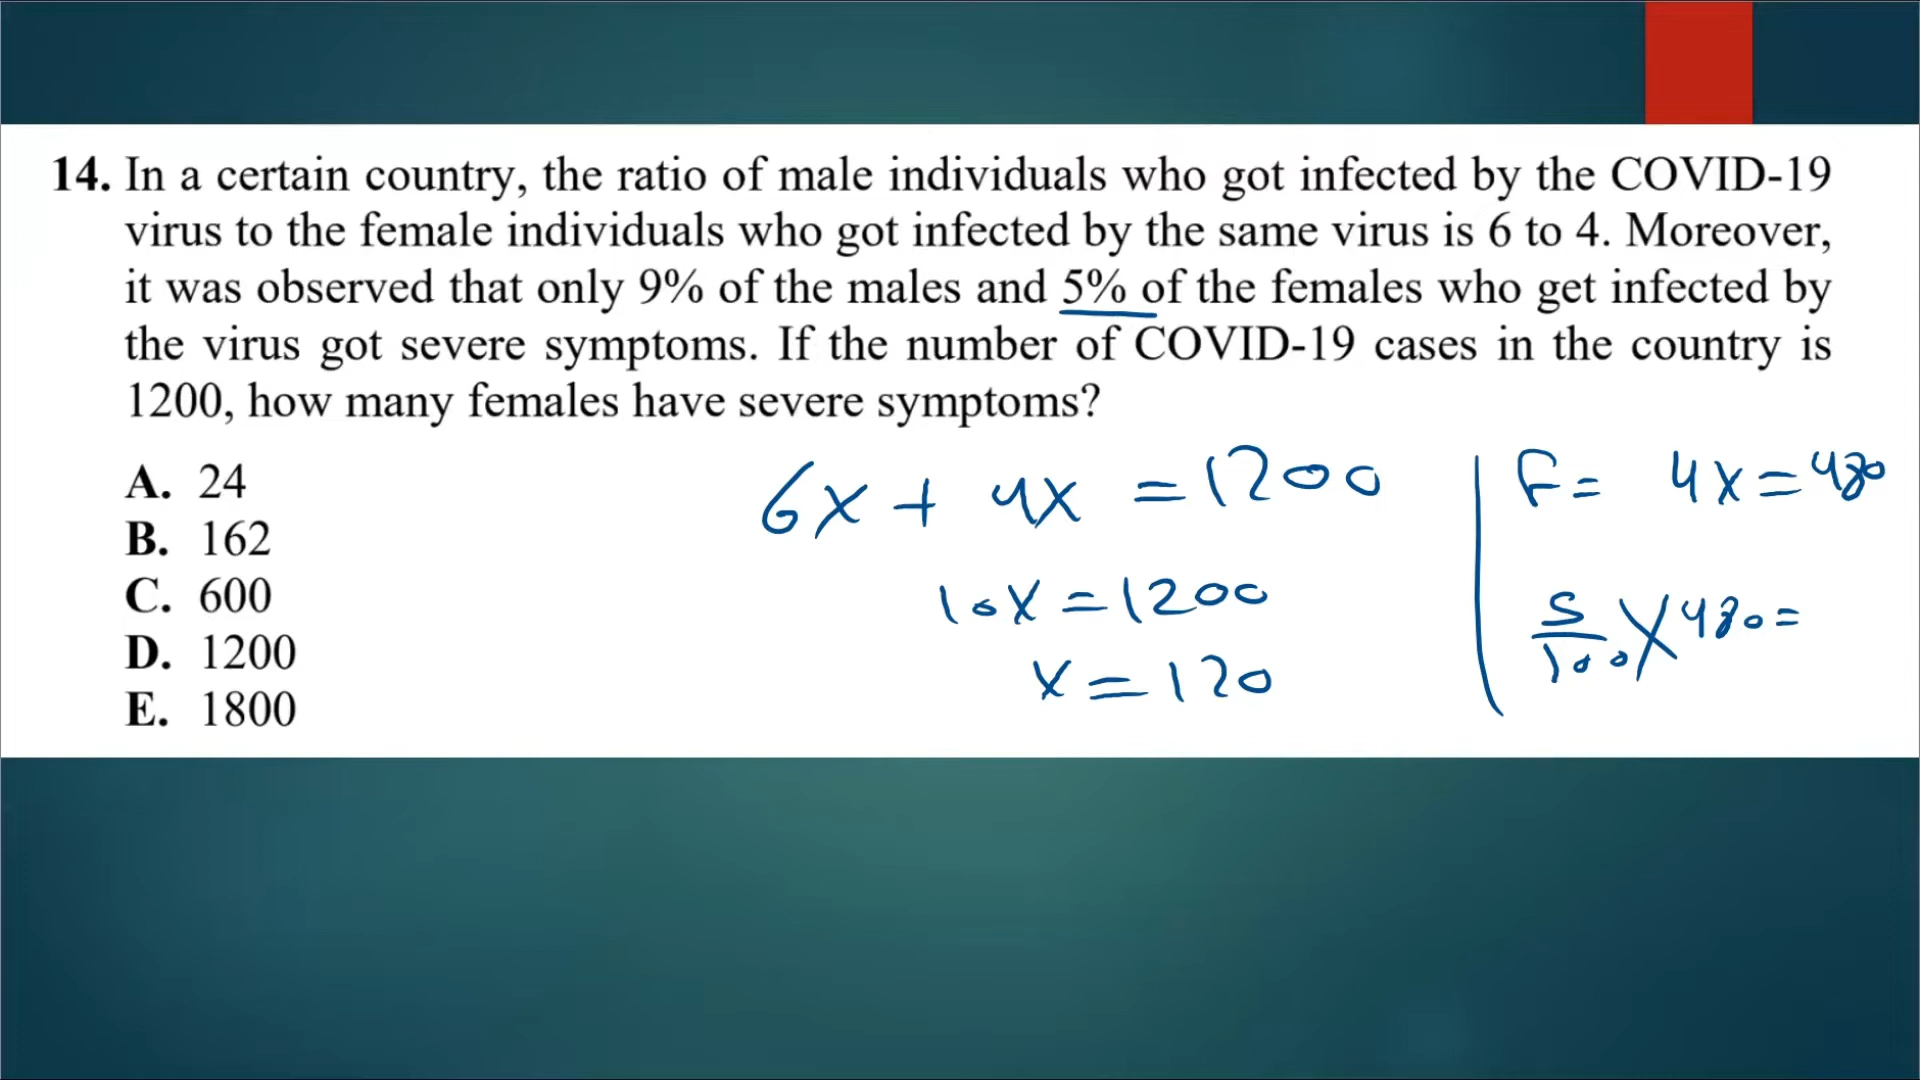 14. In a certain country, the ratio of male individuals who got infected by the COVID-19
virus to the female individuals who got infected by the same virus is 6 to 4. Moreover,
it was observed that only 9% of the males and 5% of the females who get infected by
the virus got severe symptoms. If the number of COVID-19 cases in the country is
1200, how many females have severe symptoms?
A. 24
B. 162
C. 600
D. 1200
E. 1800
6x + 4x = 1200
10x = 1200
x = 120
F = 4x = 480
5/100 X 480 =